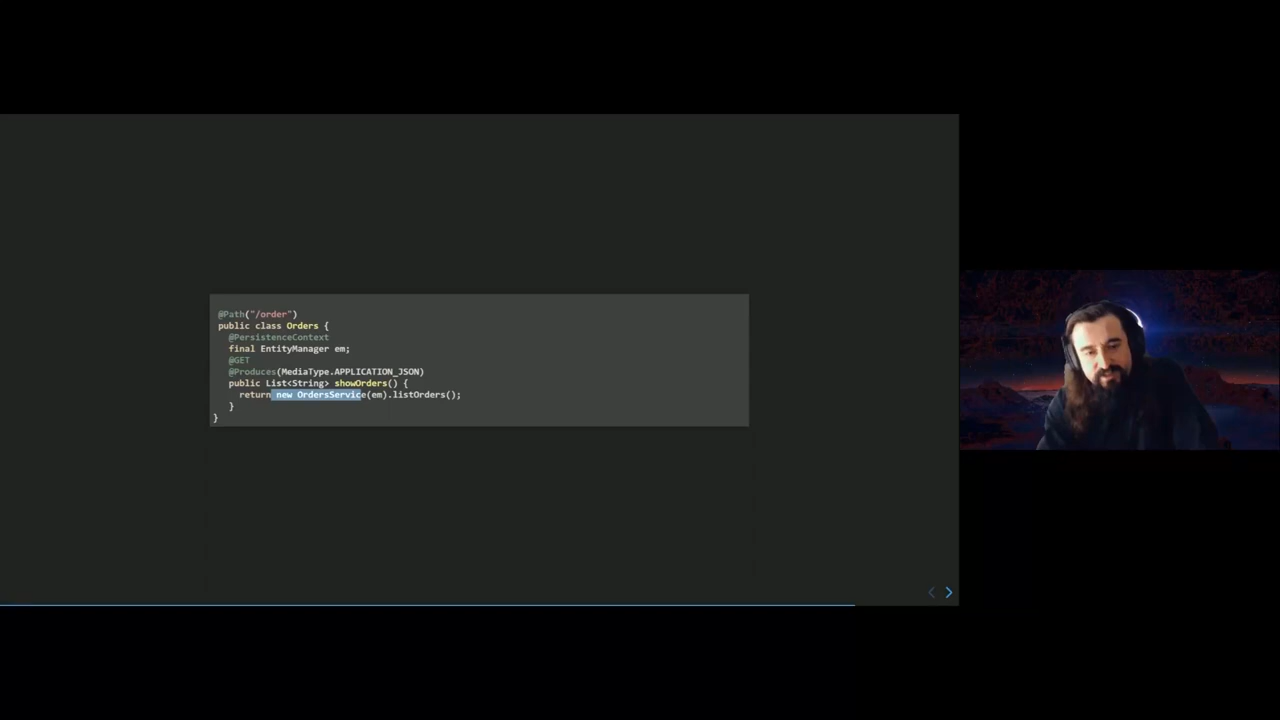 @Path("/order")
public class Orders {
@PersistenceContext
final EntityManager em;
@GET
@Produces(MediaType.APPLICATION_JSON)
public List<String> showOrders() {
return new OrdersService(em).listOrders();
}
}